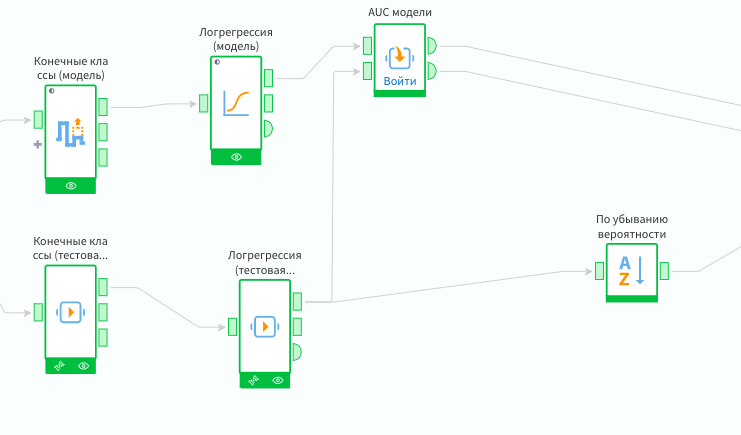 AUC модели
Войти
Логрегрессия
(модель)
Конечные кла
ссы (модель)
По убыванию
вероятности
A
Z
Конечные кла
ссы (тестова...
Логрегрессия
(тестовая...